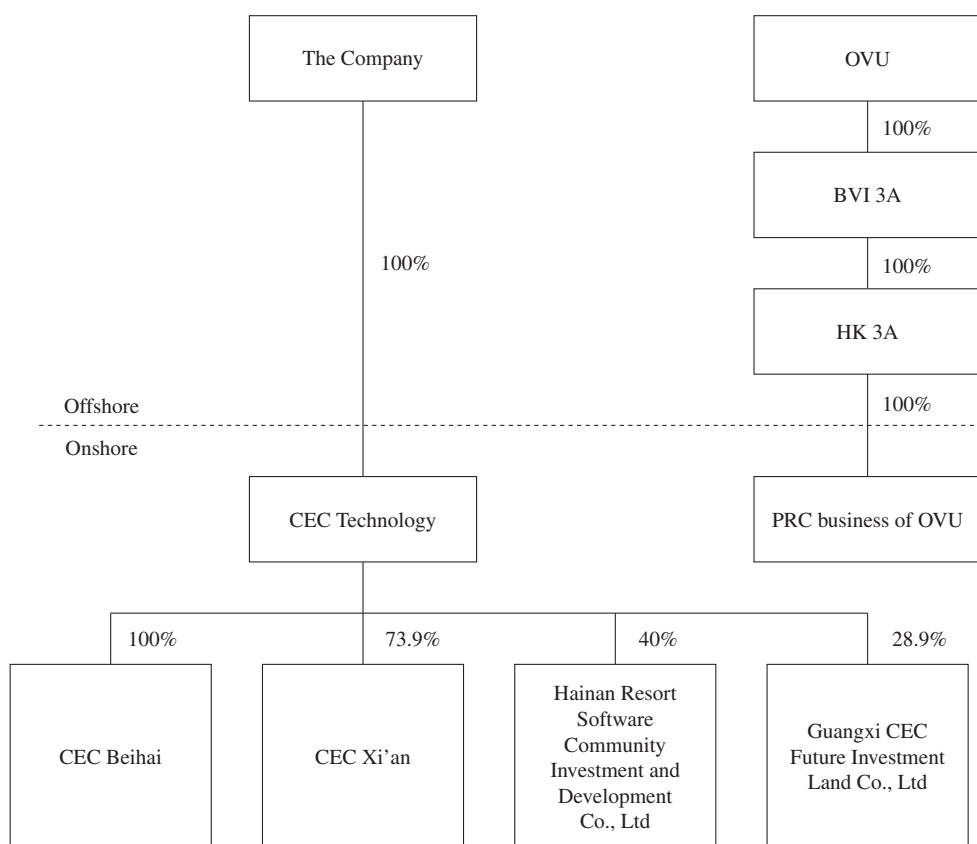 The Company
OVU
100%
BVI 3A
100%
100%
HK 3A
Offshore
100%
Onshore
CEC Technology
PRC business of OVU
100%
73.9%
40%
28.9%
CEC Beihai
CEC Xi’an
Hainan Resort
Software
Community
Investment and
Development
Co., Ltd
Guangxi CEC
Future Investment
Land Co., Ltd